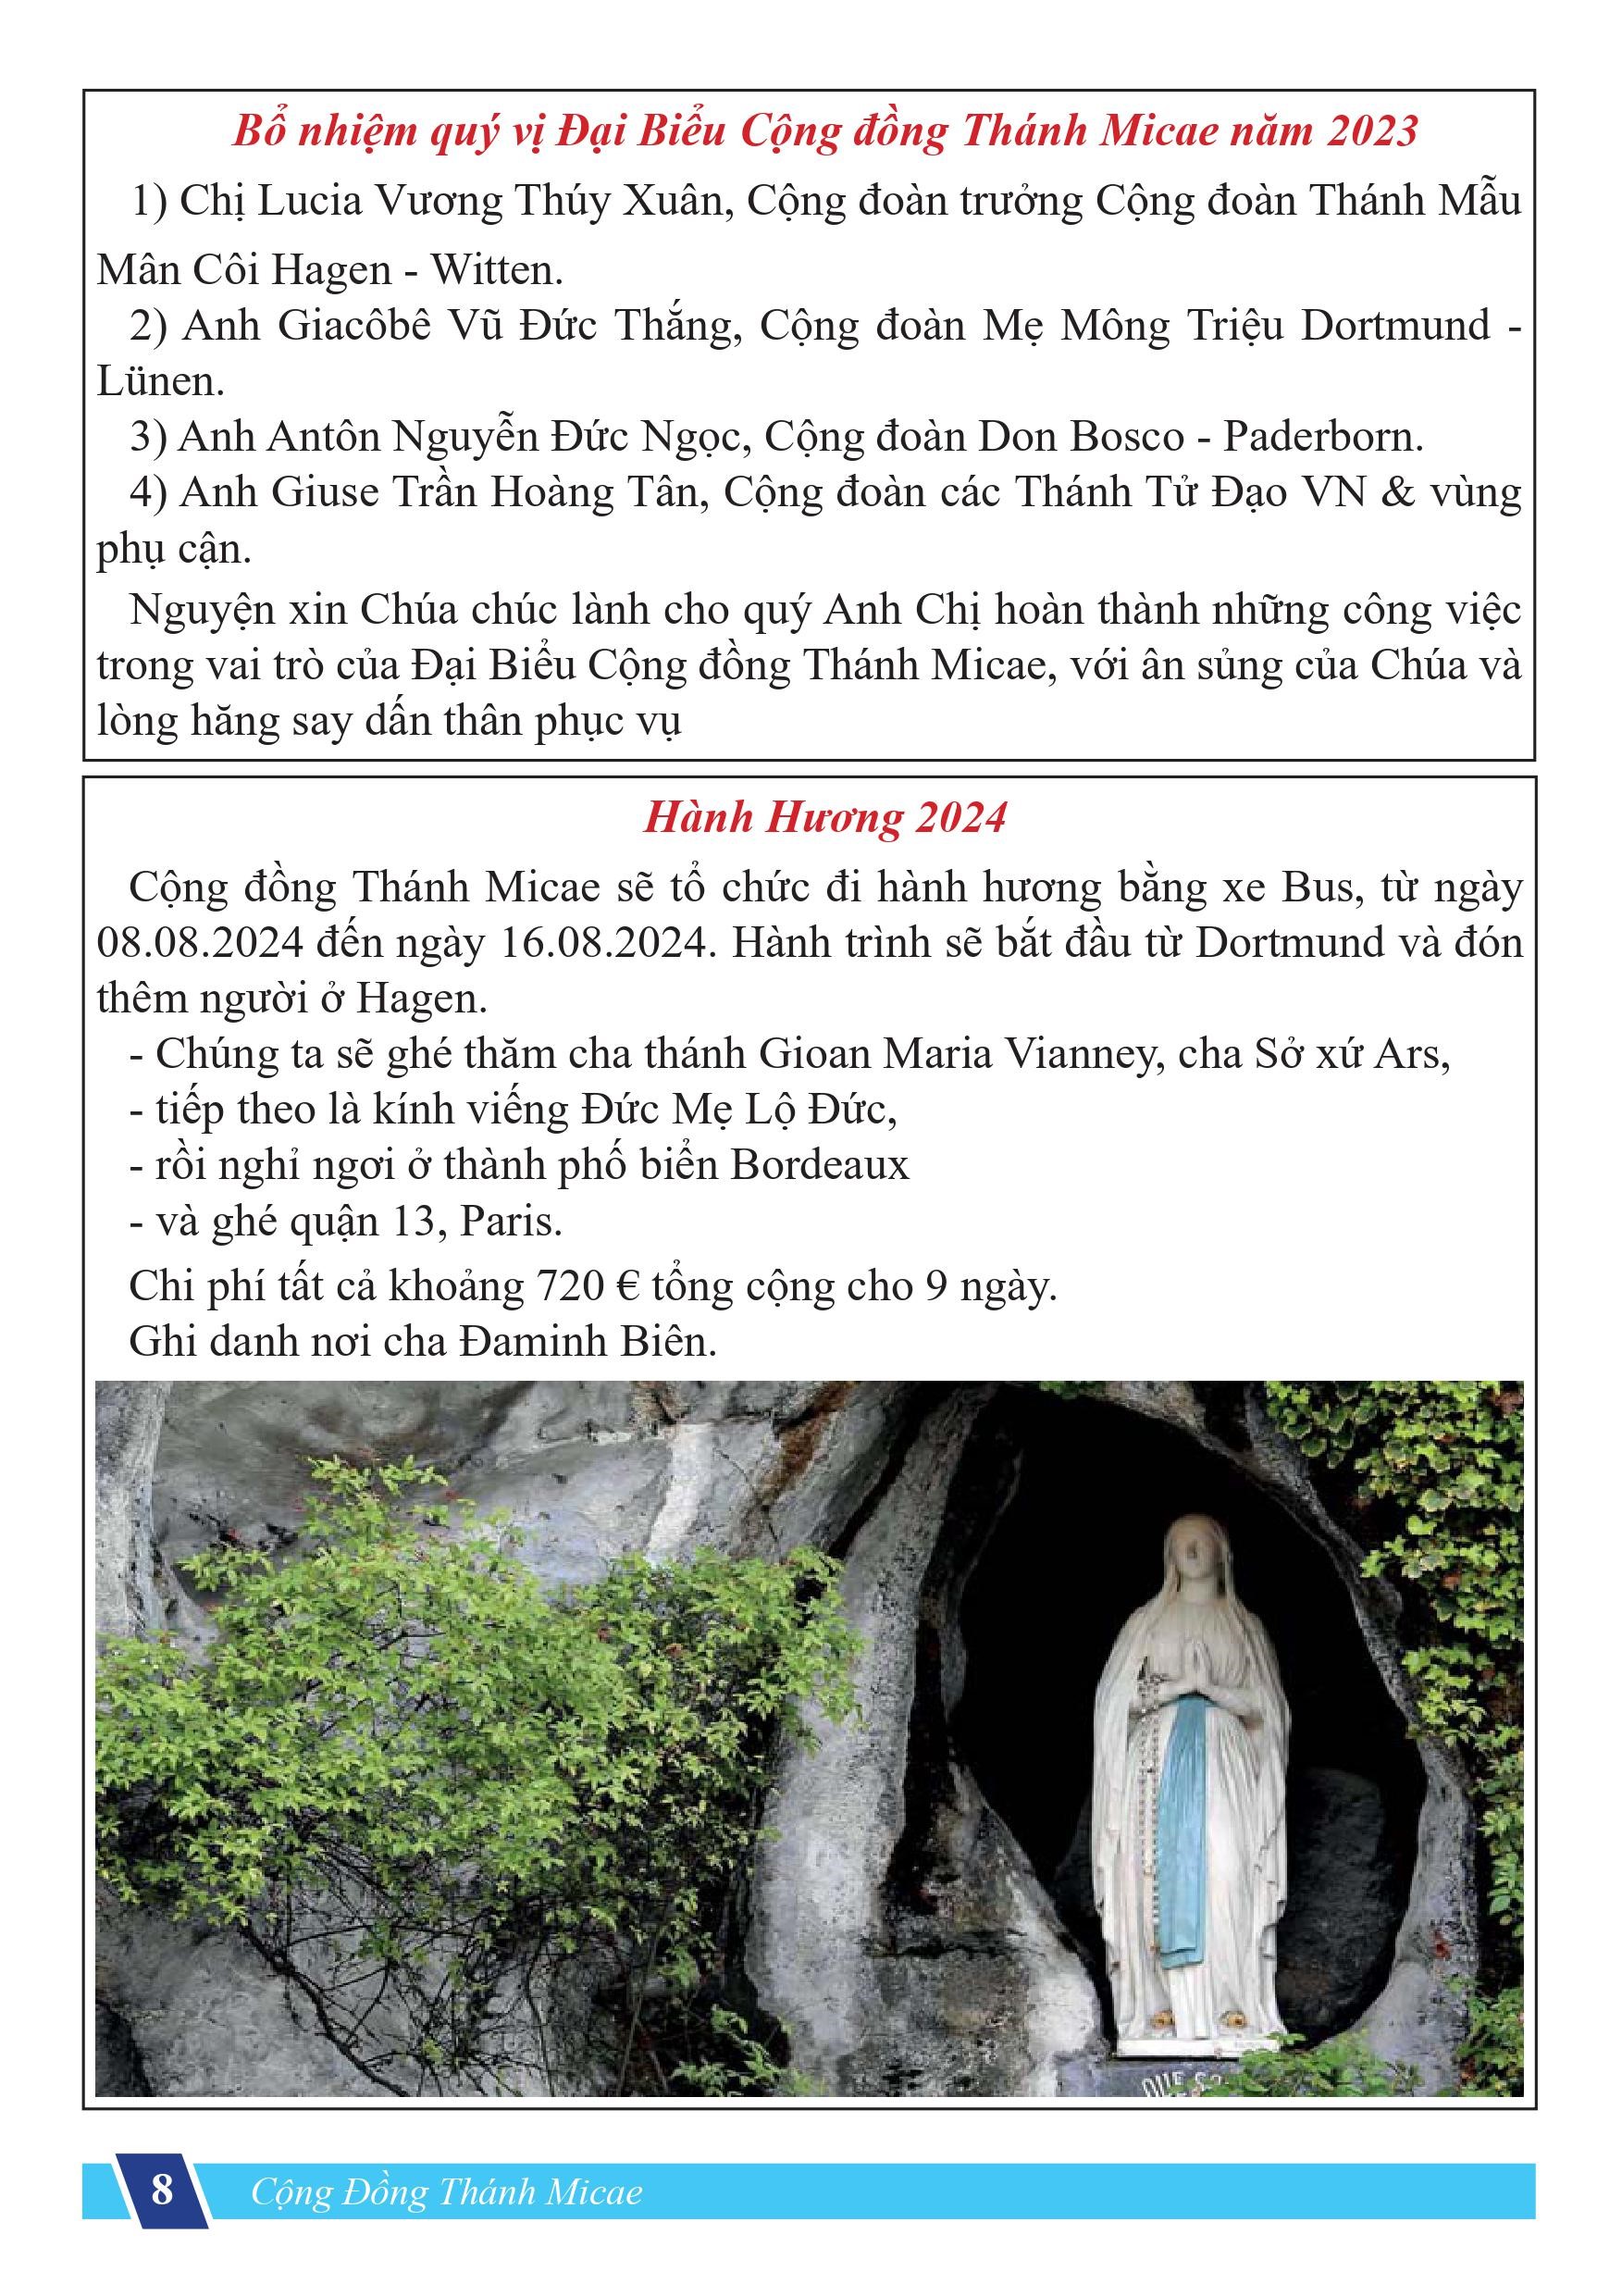 Bổ nhiệm quý vị Đại Biểu Cộng đồng Thánh Micae năm 2023
1) Chị Lucia Vương Thúy Xuân, Cộng đoàn trưởng Cộng đoàn Thánh Mẫu
Mân Côi Hagen - Witten.
2) Anh Giacôbê Vũ Đức Thắng, Cộng đoàn Mẹ Mông Triệu Dortmund -
Lünen.
3) Anh Antôn Nguyễn Đức Ngọc, Cộng đoàn Don Bosco - Paderborn.
4) Anh Giuse Trần Hoàng Tân, Cộng đoàn các Thánh Tử Đạo VN & vùng
phụ cận.
Nguyện xin Chúa chúc lành cho quý Anh Chị hoàn thành những công việc
trong vai trò của Đại Biểu Cộng đồng Thánh Micae, với ân sủng của Chúa và
lòng hăng say dấn thân phục vụ
Hành Hương 2024
Cộng đồng Thánh Micae sẽ tổ chức đi hành hương bằng xe Bus, từ ngày
08.08.2024 đến ngày 16.08.2024. Hành trình sẽ bắt đầu từ Dortmund và đón
thêm người ở Hagen.
- Chúng ta sẽ ghé thăm cha thánh Gioan Maria Vianney, cha Sở xứ Ars,
- tiếp theo là kính viếng Đức Mẹ Lộ Đức,
- rồi nghỉ ngơi ở thành phố biển Bordeaux
- và ghé quận 13, Paris.
Chi phí tất cả khoảng 720 € tổng cộng cho 9 ngày.
Ghi danh nơi cha Đaminh Biên.
QUE
8
Cộng Đồng Thánh Micae